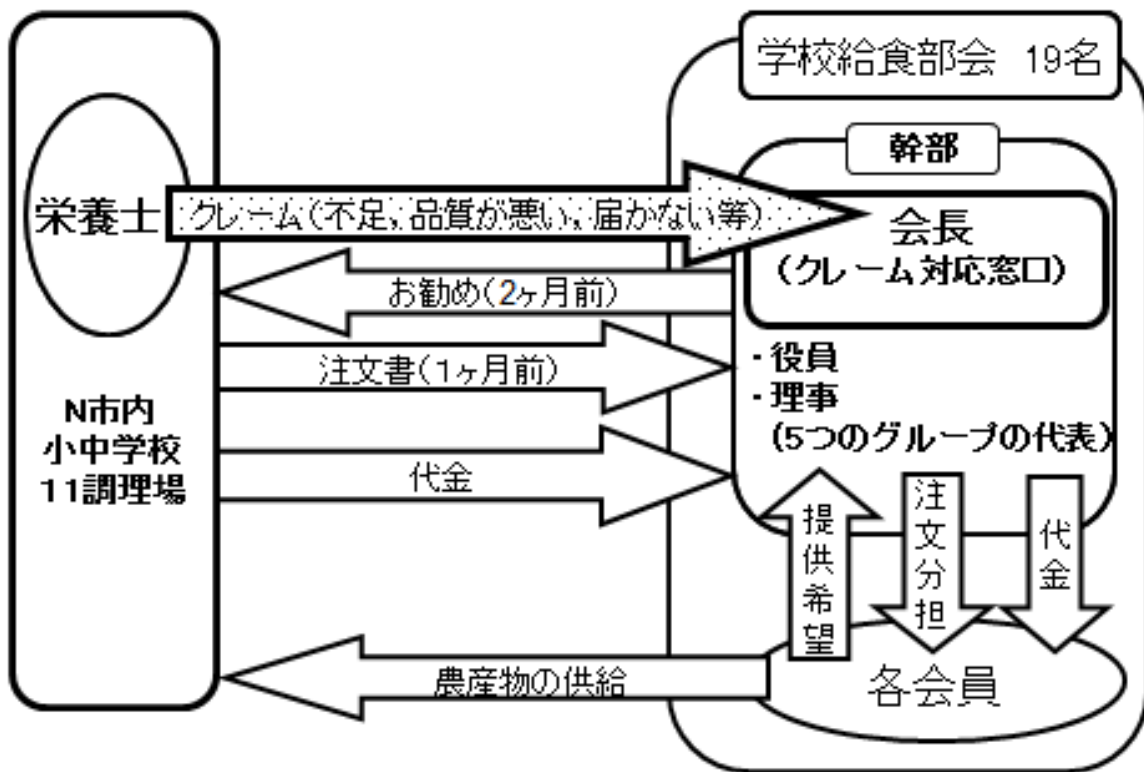 学校給食部会 19名
幹部
栄養士
クレーム(不足,品質が悪い,届かない等)
会長
(クレーム対応窓口)
お勧め(2ヶ月前)
注文書(1ヶ月前)
・役員
・理事
(5つのグループの代表)
N市内
小中学校
11調理場
代金
提供希望
注文分担
代金
農産物の供給
各会員